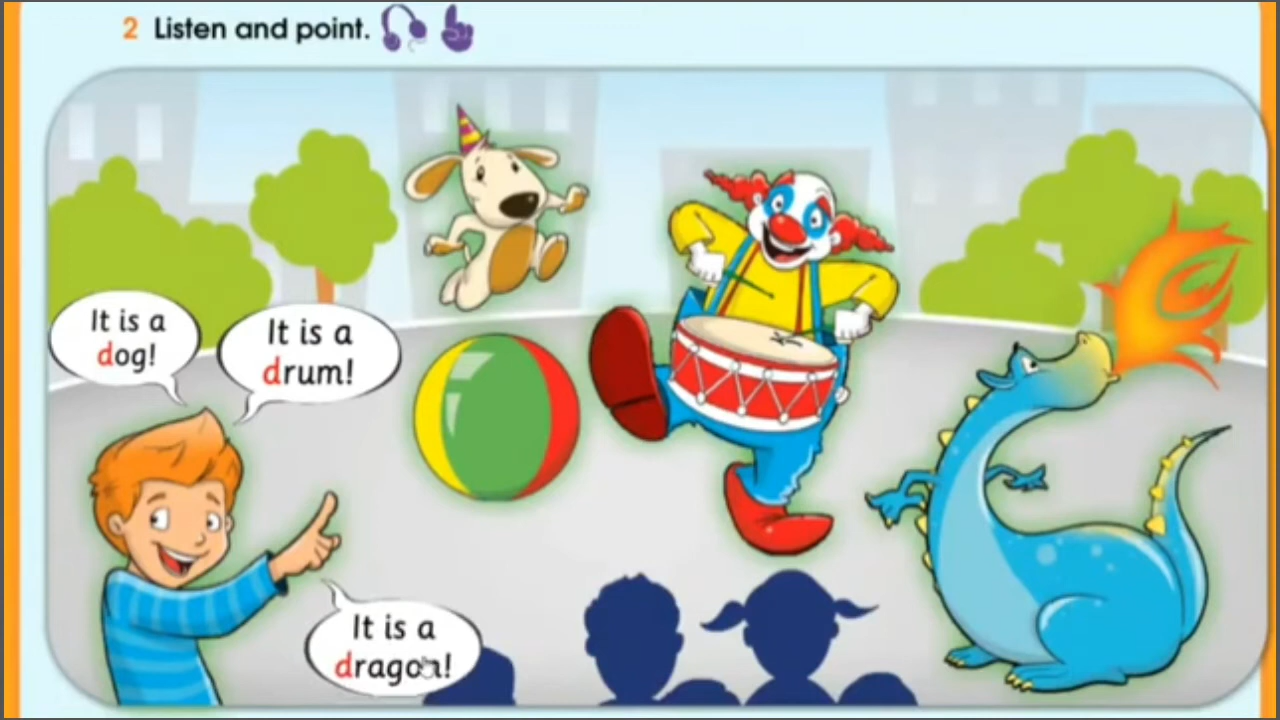 2 Listen and point.
It is a
dog!
It is a
drum!
It is a
dragon!